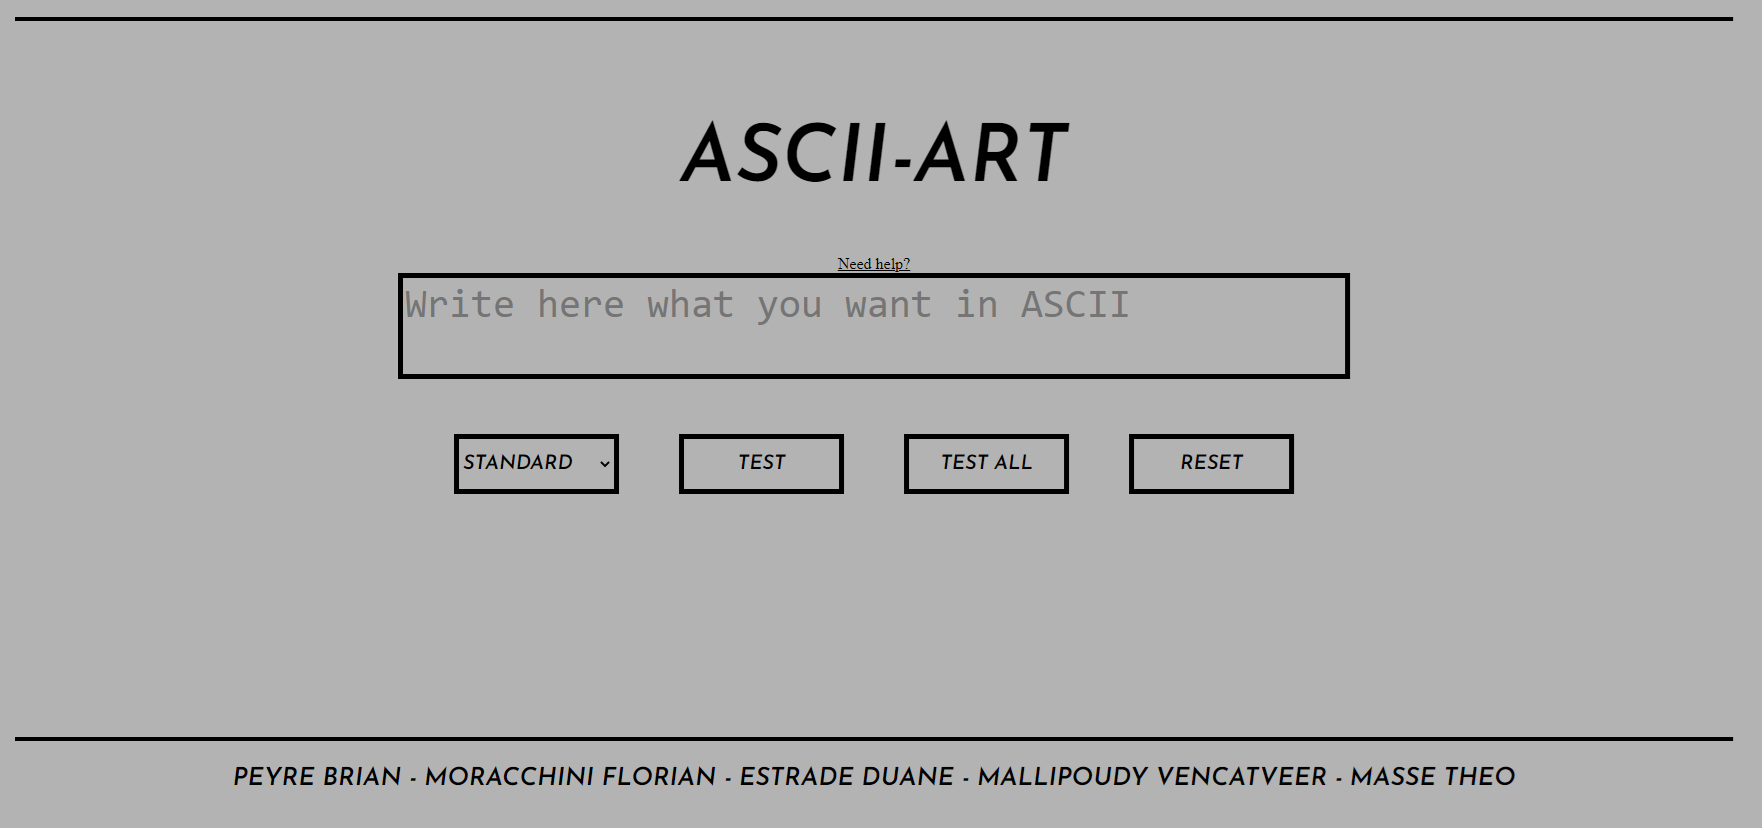 ASCII-ART
Need help?
Write here what you want in ASCII
STANDARD TEST TEST ALL RESET
PEYRE BRIAN - MORACCHINI FLORIAN - ESTRADE DUANE - MALLIPOUDY VENCATVEER - MASSE THEO